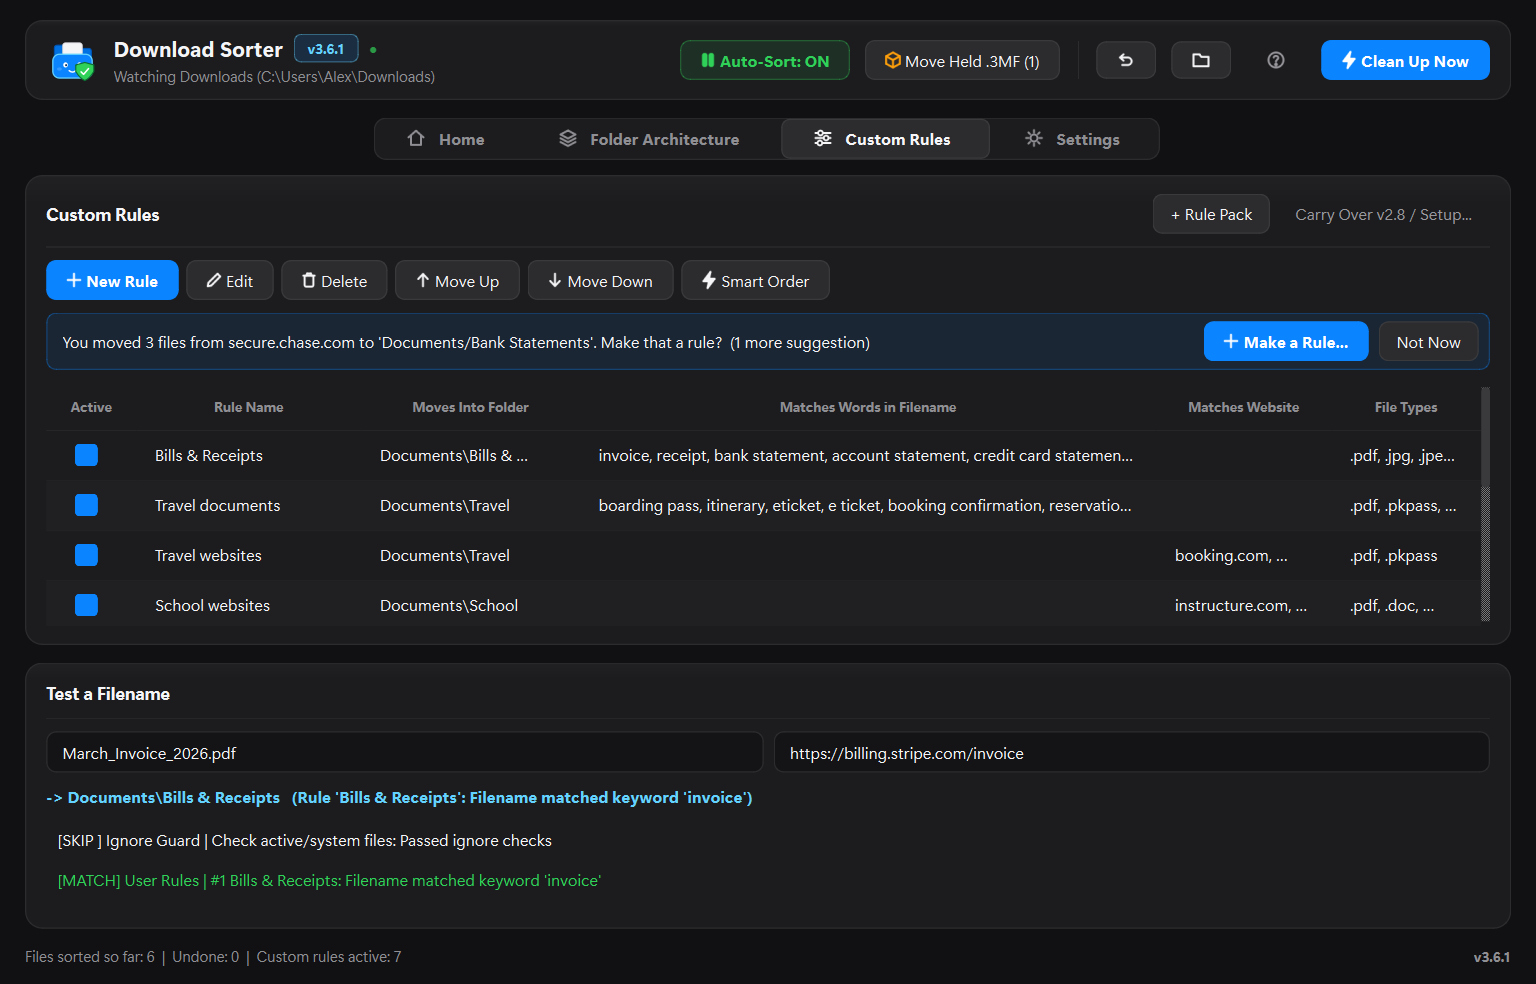 Download Sorter v3.6.1
Watching Downloads (C:\Users\Alex\Downloads)
Auto-Sort: ON
Move Held .3MF (1)
Clean Up Now
Home
Folder Architecture
Custom Rules
Settings
Custom Rules
+ Rule Pack
Carry Over v2.8 / Setup...
+ New Rule
Edit
Delete
Move Up
Move Down
Smart Order
You moved 3 files from secure.chase.com to 'Documents/Bank Statements'. Make that a rule? (1 more suggestion)
+ Make a Rule...
Not Now
Active Rule Name Moves Into Folder Matches Words in Filename Matches Website File Types
Bills & Receipts Documents\Bills & ... invoice, receipt, bank statement, account statement, credit card statemen... .pdf, .jpg, .jpe...
Travel documents Documents\Travel boarding pass, itinerary, eticket, e ticket, booking confirmation, reservatio... .pdf, .pkpass, ...
Travel websites Documents\Travel booking.com, ... .pdf, .pkpass
School websites Documents\School instructure.com, ... .pdf, .doc, ...
Test a Filename
March_Invoice_2026.pdf
https://billing.stripe.com/invoice
-> Documents\Bills & Receipts (Rule 'Bills & Receipts': Filename matched keyword 'invoice')
[SKIP ] Ignore Guard | Check active/system files: Passed ignore checks
[MATCH] User Rules | #1 Bills & Receipts: Filename matched keyword 'invoice'
Files sorted so far: 6 | Undone: 0 | Custom rules active: 7
v3.6.1